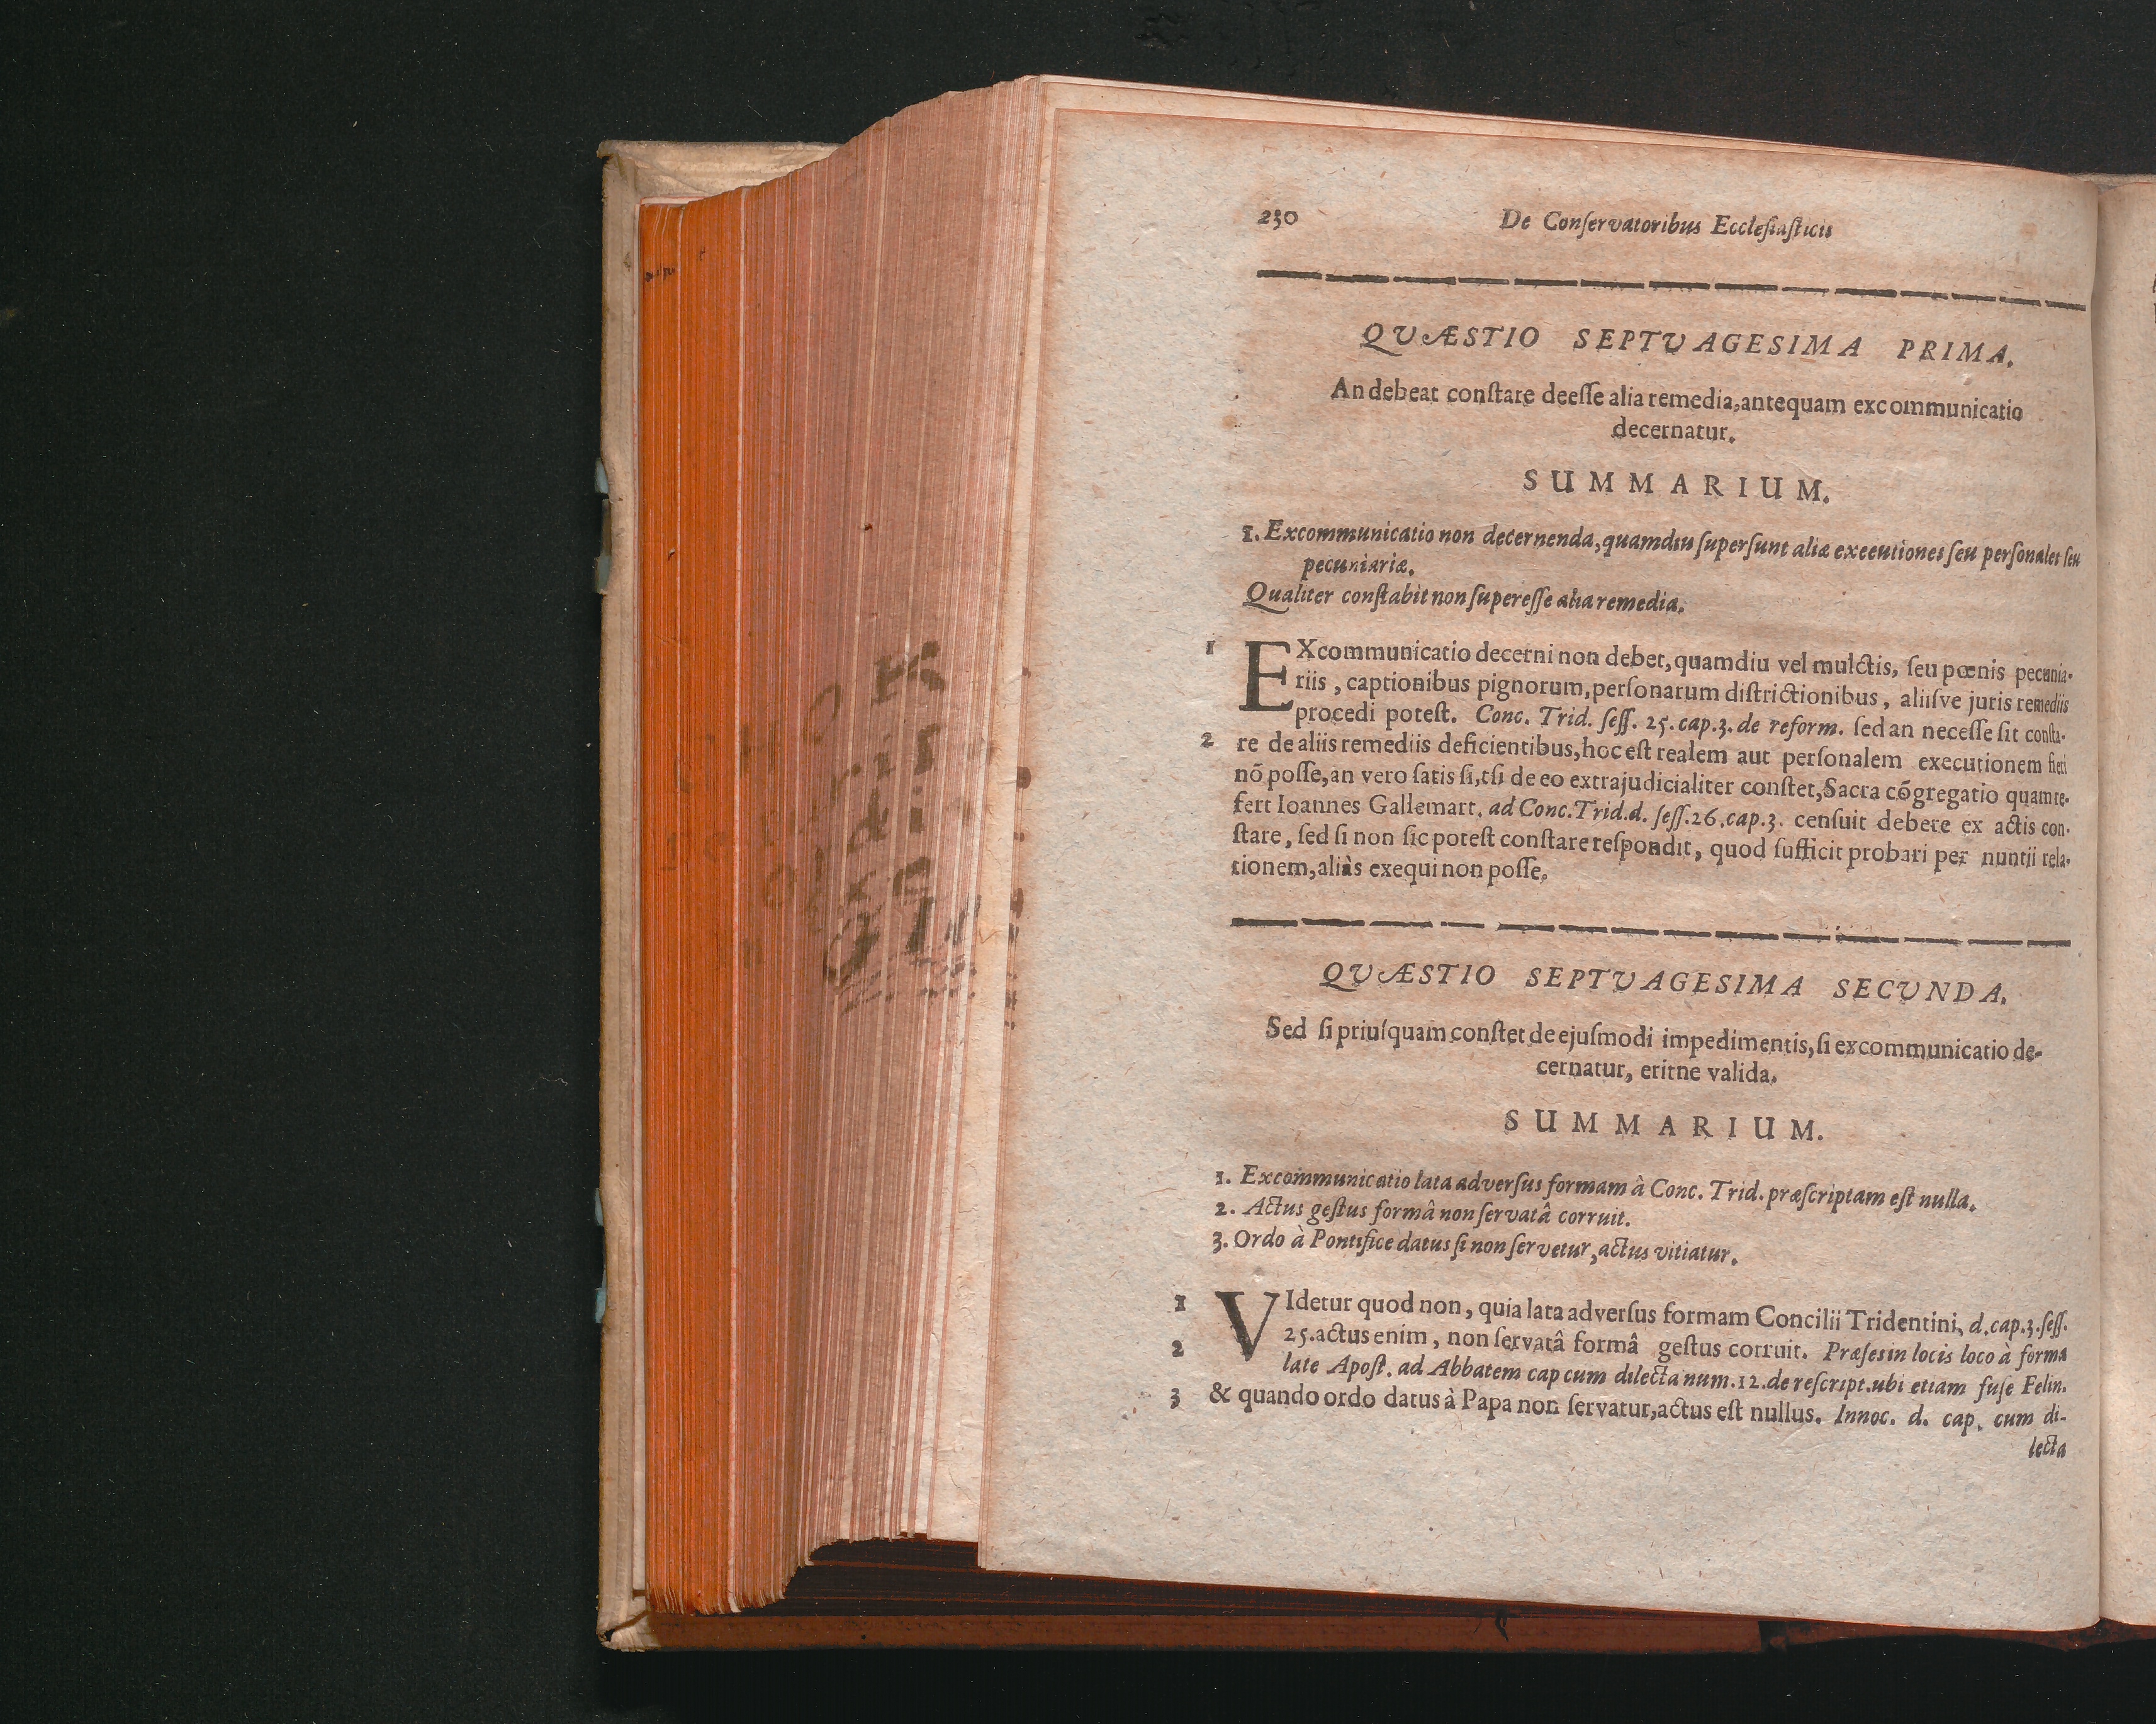 230 De Conſervatoribus Eccleſiaſticis
QVÆSTIO SEPTVAGESIMA PRIMA.
An debeat conſtare deeſſe alia remedia, antequam excommunicatio
decernatur.
SUMMARIUM.
1. Excommunicatio non decernenda, quamdiu ſuperſunt aliæ executiones ſeu perſonales ſeu
pecuniariæ.
Qualiter conſtabit non ſupereſſe alia remedia.
1 EXcommunicatio decerni non debet, quamdiu vel mulctis, ſeu pœnis pecunia-
riis, captionibus pignorum, perſonarum diſtrictionibus, aliiſve juris remediis
procedi poteſt. Conc. Trid. ſeſſ. 25. cap. 3. de reform. ſed an neceſſe ſit conſta-
2 re de aliis remediis deficientibus, hoc eſt realem aut perſonalem executionem fieri
nõ poſſe, an vero ſatis ſi, tſi de eo extrajudicialiter conſtet, Sacra cõgregatio quam re-
fert Ioannes Gallemart. ad Conc. Trid. d. ſeſſ. 26. cap. 3. cenſuit debere ex actis con-
ſtare, ſed ſi non ſic poteſt conſtare reſpondit, quod ſufficit probari per nuntii rela-
tionem, aliàs exequi non poſſe.
QVÆSTIO SEPTVAGESIMA SECVNDA.
Sed ſi priuſquam conſtet de ejuſmodi impedimentis, ſi excommunicatio de-
cernatur, eritne valida.
SUMMARIUM.
1. Excommunicatio lata adverſus formam à Conc. Trid. præſcriptam eſt nulla.
2. Actus geſtus formâ non ſervatâ corruit.
3. Ordo à Pontifice datus ſi non ſervetur, actus vitiatur.
1 VIdetur quod non, quia lata adverſus formam Concilii Tridentini, d. cap. 3. ſeſſ.
2 25. actus enim, non ſervatâ formâ geſtus corruit. Præſes in locis loco à forma
late Apoſt. ad Abbatem cap cum dilecta num. 12. de reſcript. ubi etiam fuſe Felin.
3 & quando ordo datus à Papa non ſervatur, actus eſt nullus. Innoc. d. cap. cum di-
lecta